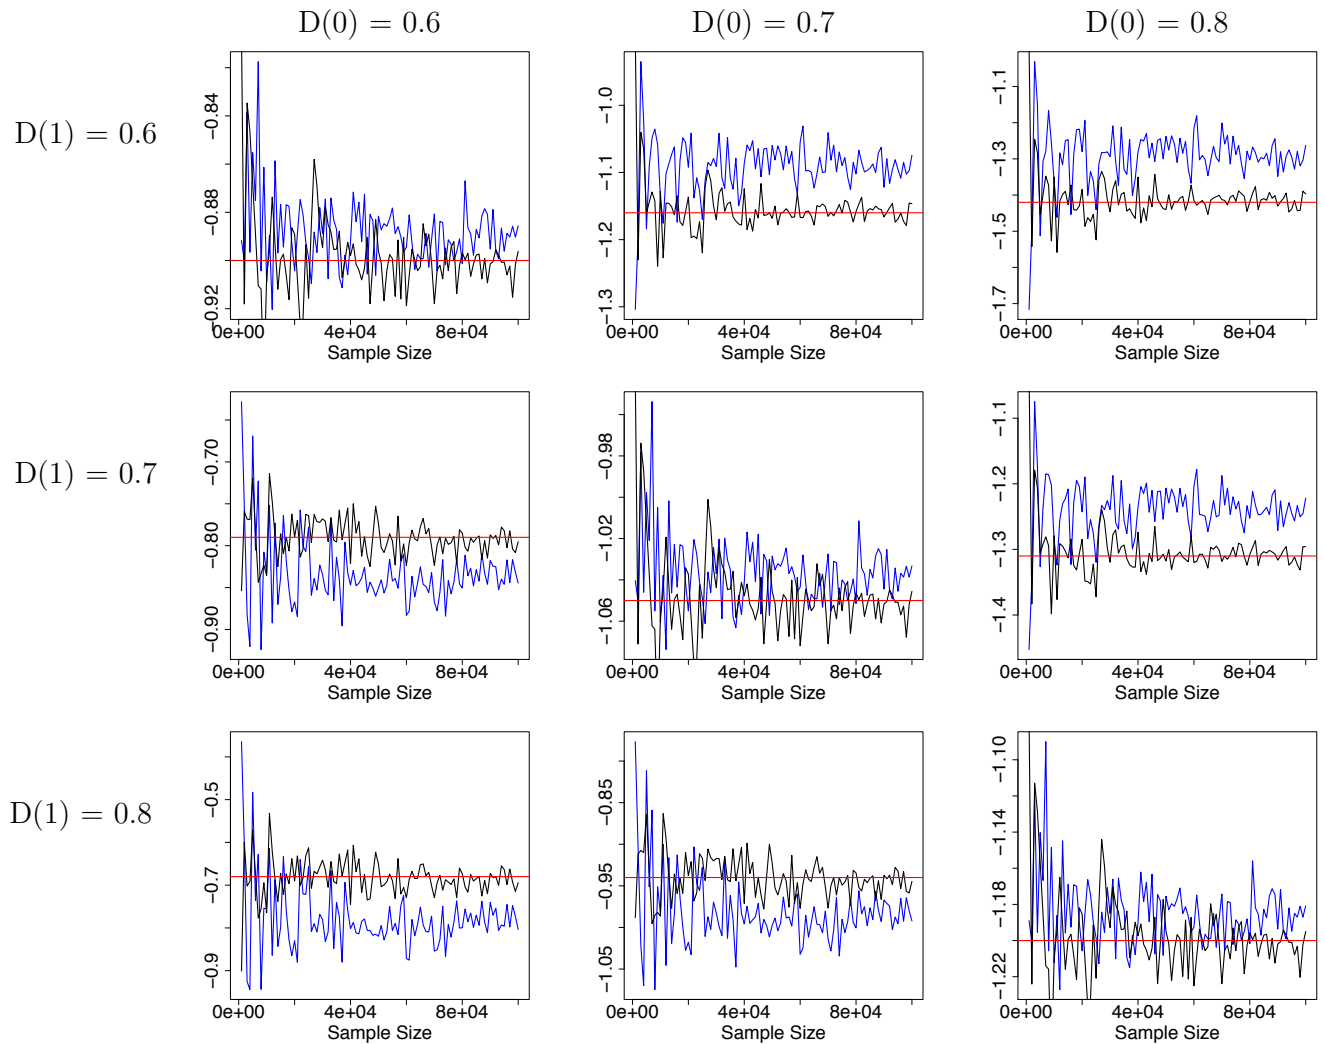 D(0) = 0.6 D(0) = 0.7 D(0) = 0.8
D(1) = 0.6
−0.84
−0.88
−0.92
0e+00 4e+04 8e+04
Sample Size
−1.0
−1.1
−1.2
−1.3
0e+00 4e+04 8e+04
Sample Size
−1.1
−1.3
−1.5
−1.7
0e+00 4e+04 8e+04
Sample Size
D(1) = 0.7
−0.70
−0.80
−0.90
0e+00 4e+04 8e+04
Sample Size
−0.98
−1.02
−1.06
0e+00 4e+04 8e+04
Sample Size
−1.1
−1.2
−1.3
−1.4
0e+00 4e+04 8e+04
Sample Size
D(1) = 0.8
−0.5
−0.7
−0.9
0e+00 4e+04 8e+04
Sample Size
−0.85
−0.95
−1.05
0e+00 4e+04 8e+04
Sample Size
−1.10
−1.14
−1.18
−1.22
0e+00 4e+04 8e+04
Sample Size